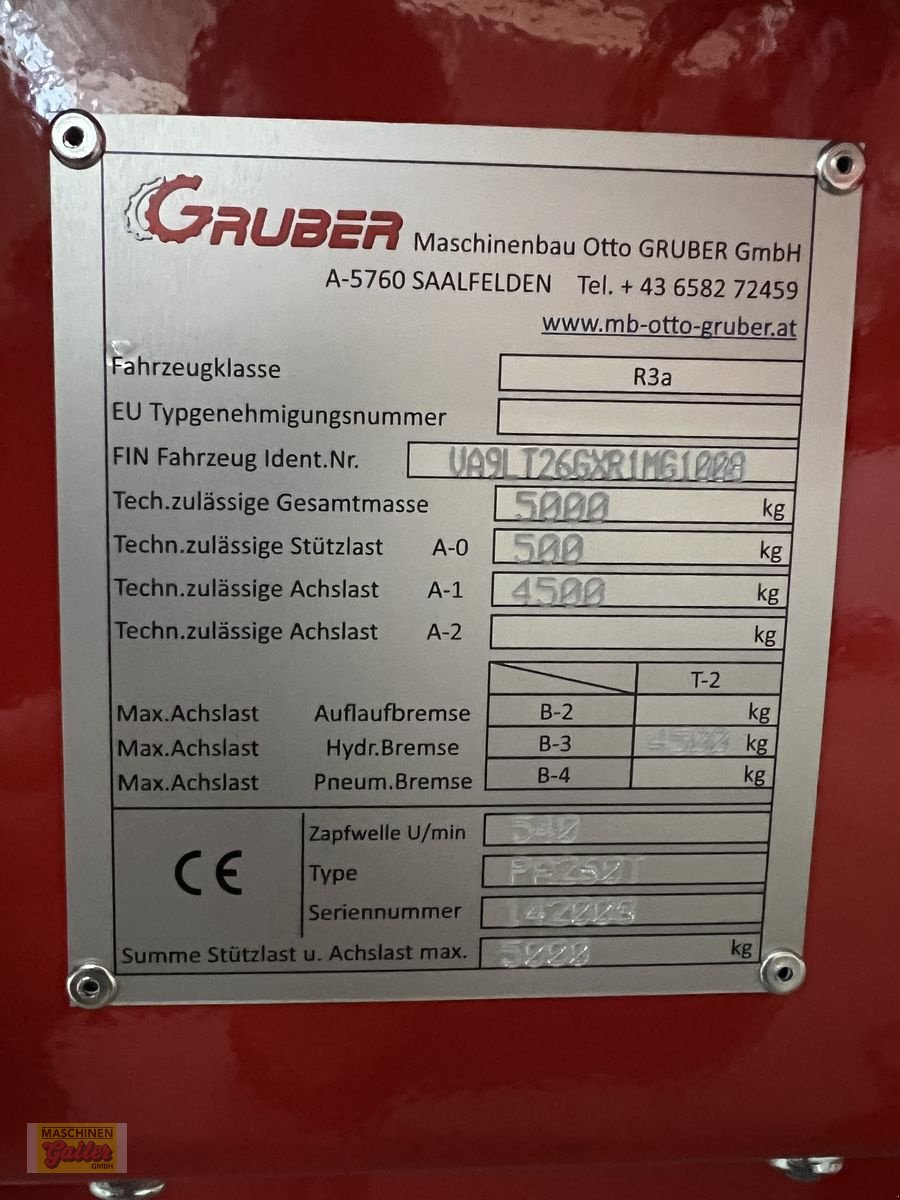 GRUBER Maschinenbau Otto GRUBER GmbH
A-5760 SAALFELDEN Tel. + 43 6582 72459
www.mb-otto-gruber.at
Fahrzeugklasse R3a
EU Typgenehmigungsnummer
FIN Fahrzeug Ident.Nr. VA9LT26GXR1MG1008
Tech.zulässige Gesamtmasse 5000 kg
Techn.zulässige Stützlast A-0 500 kg
Techn.zulässige Achslast A-1 4500 kg
Techn.zulässige Achslast A-2 kg
T-2
Max.Achslast Auflaufbremse B-2 kg
Max.Achslast Hydr.Bremse B-3 4500 kg
Max.Achslast Pneum.Bremse B-4 kg
CE
Zapfwelle U/min 540
Type
Seriennummer 142008
Summe Stützlast u. Achslast max. 5000 kg
MASCHINEN
Gailer
GMBH